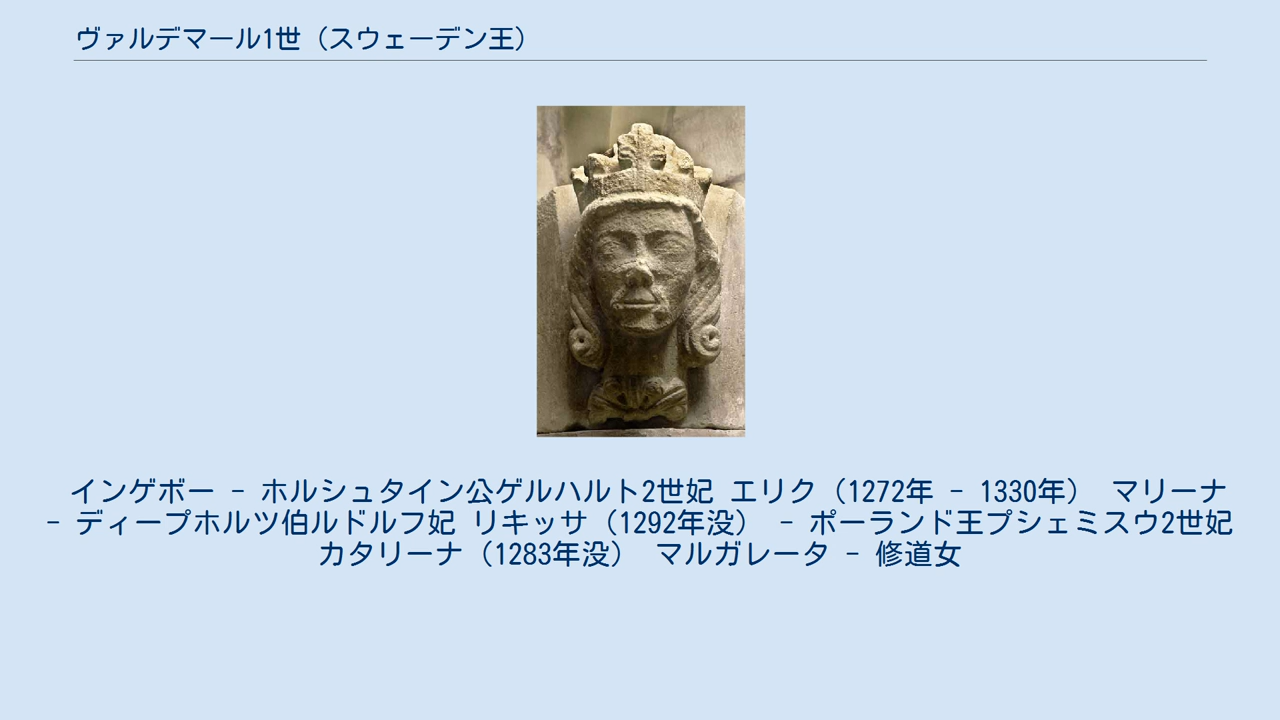 ヴァルデマール1世（スウェーデン王）
インゲボー - ホルシュタイン公ゲルハルト2世妃 エリク（1272年 - 1330年） マリーナ
- ディープホルツ伯ルドルフ妃 リキッサ（1292年没） - ポーランド王プシェミスウ2世妃
カタリーナ（1283年没） マルガレータ - 修道女